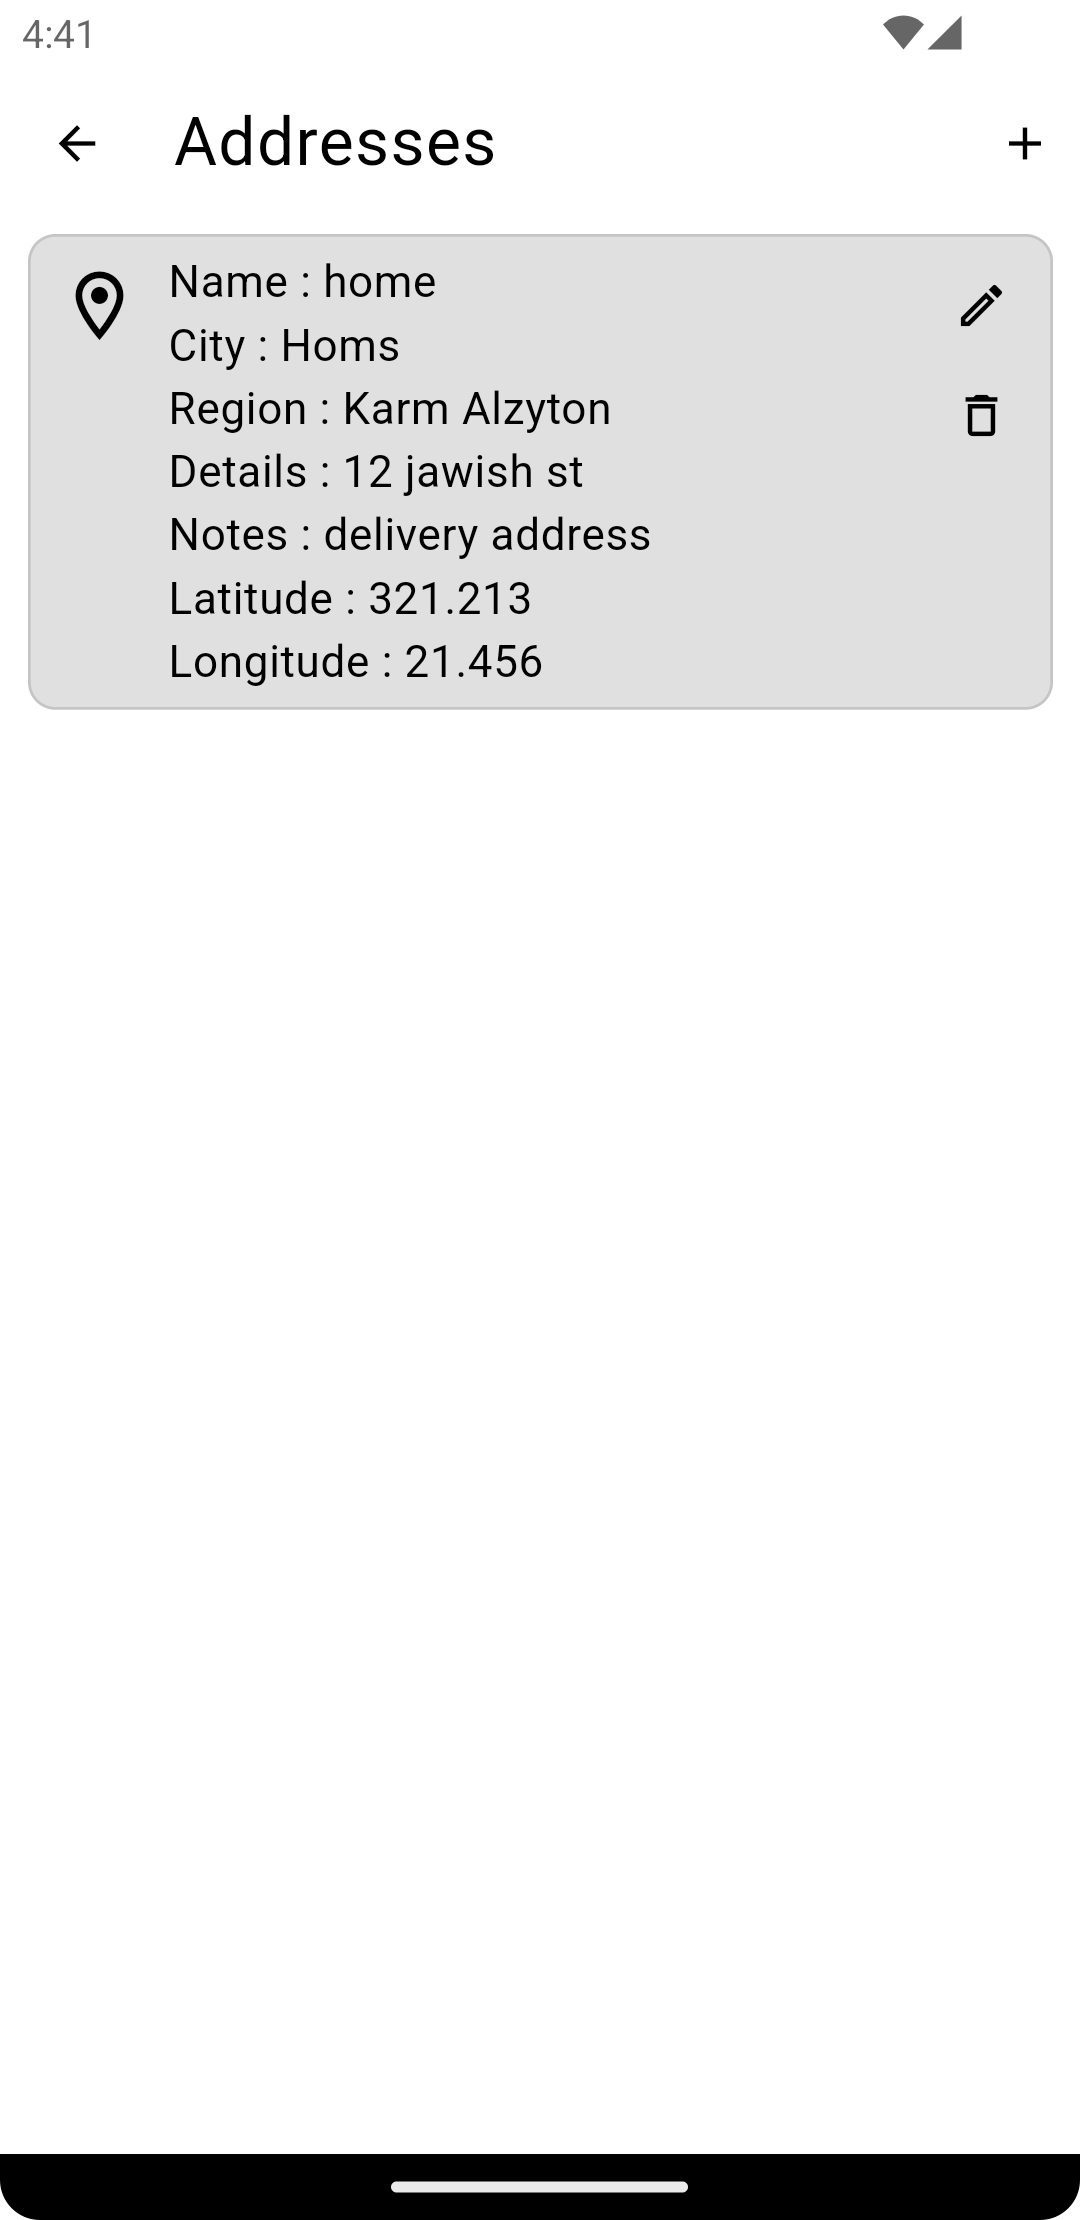 4:41
Addresses
Name : home
City : Homs
Region : Karm Alzyton
Details : 12 jawish st
Notes : delivery address
Latitude : 321.213
Longitude : 21.456